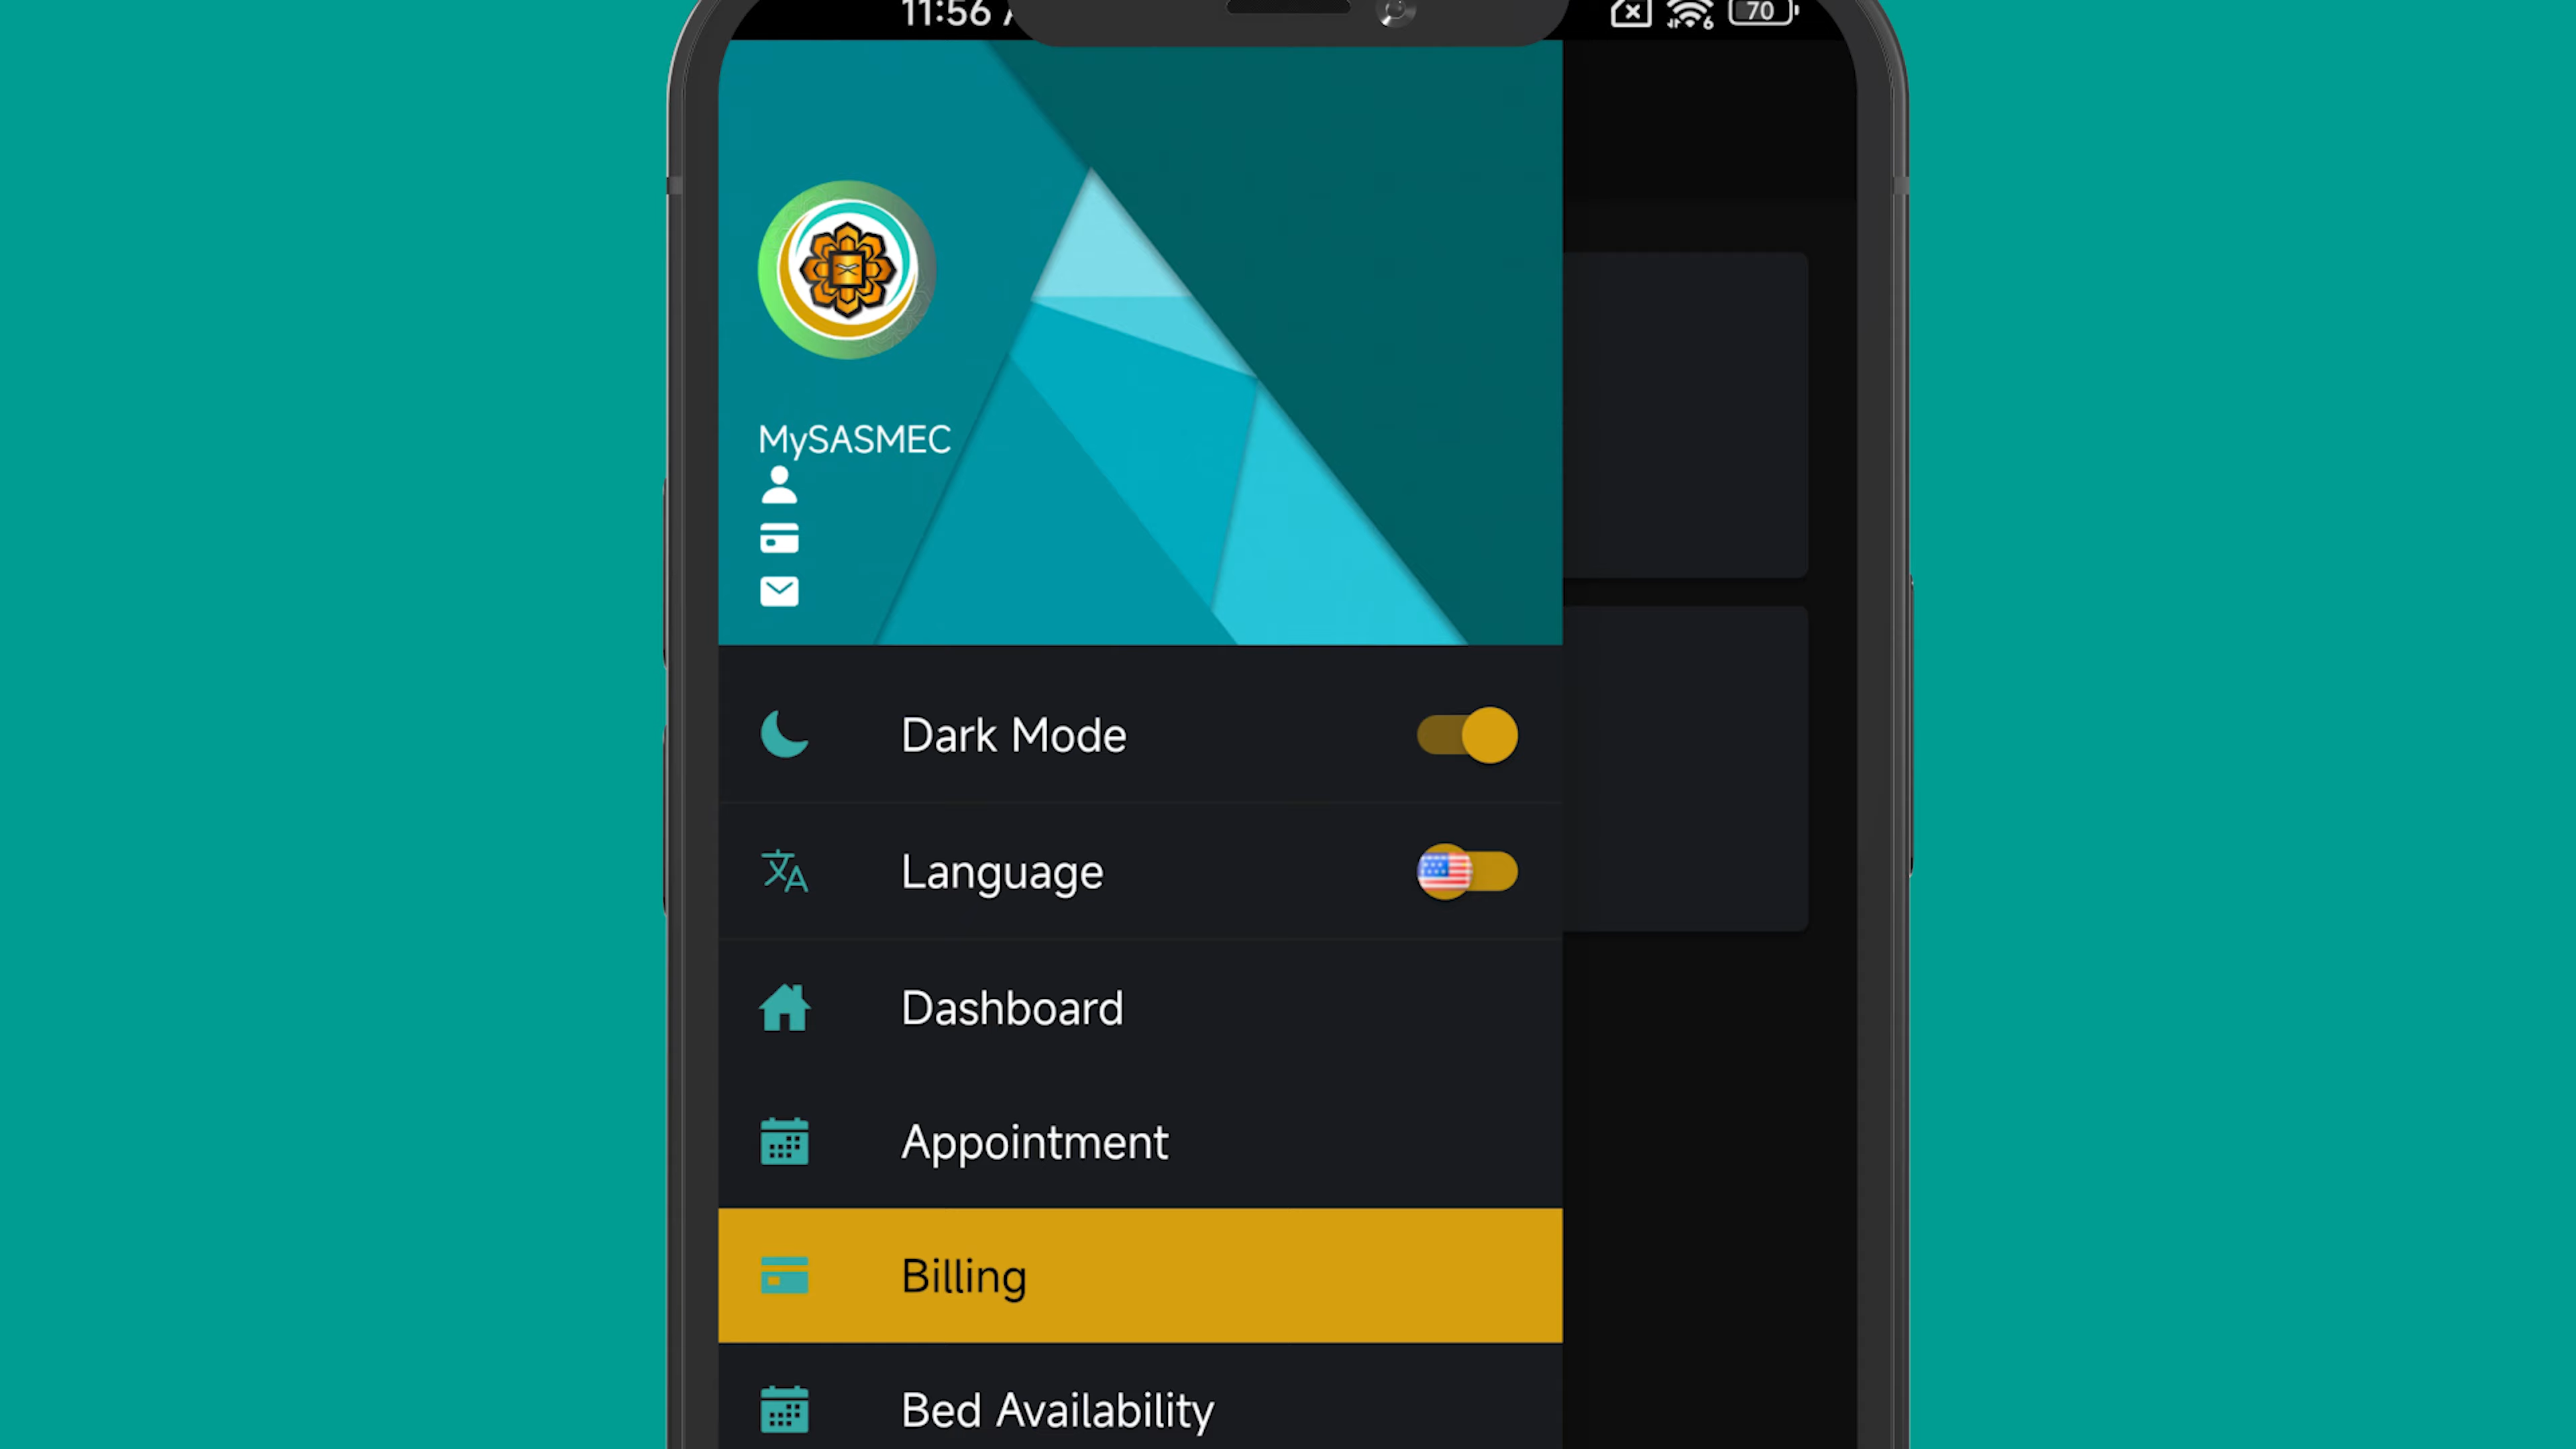 11:56
70
MySASMEC
Dark Mode
Language
Dashboard
Appointment
Billing
Bed Availability